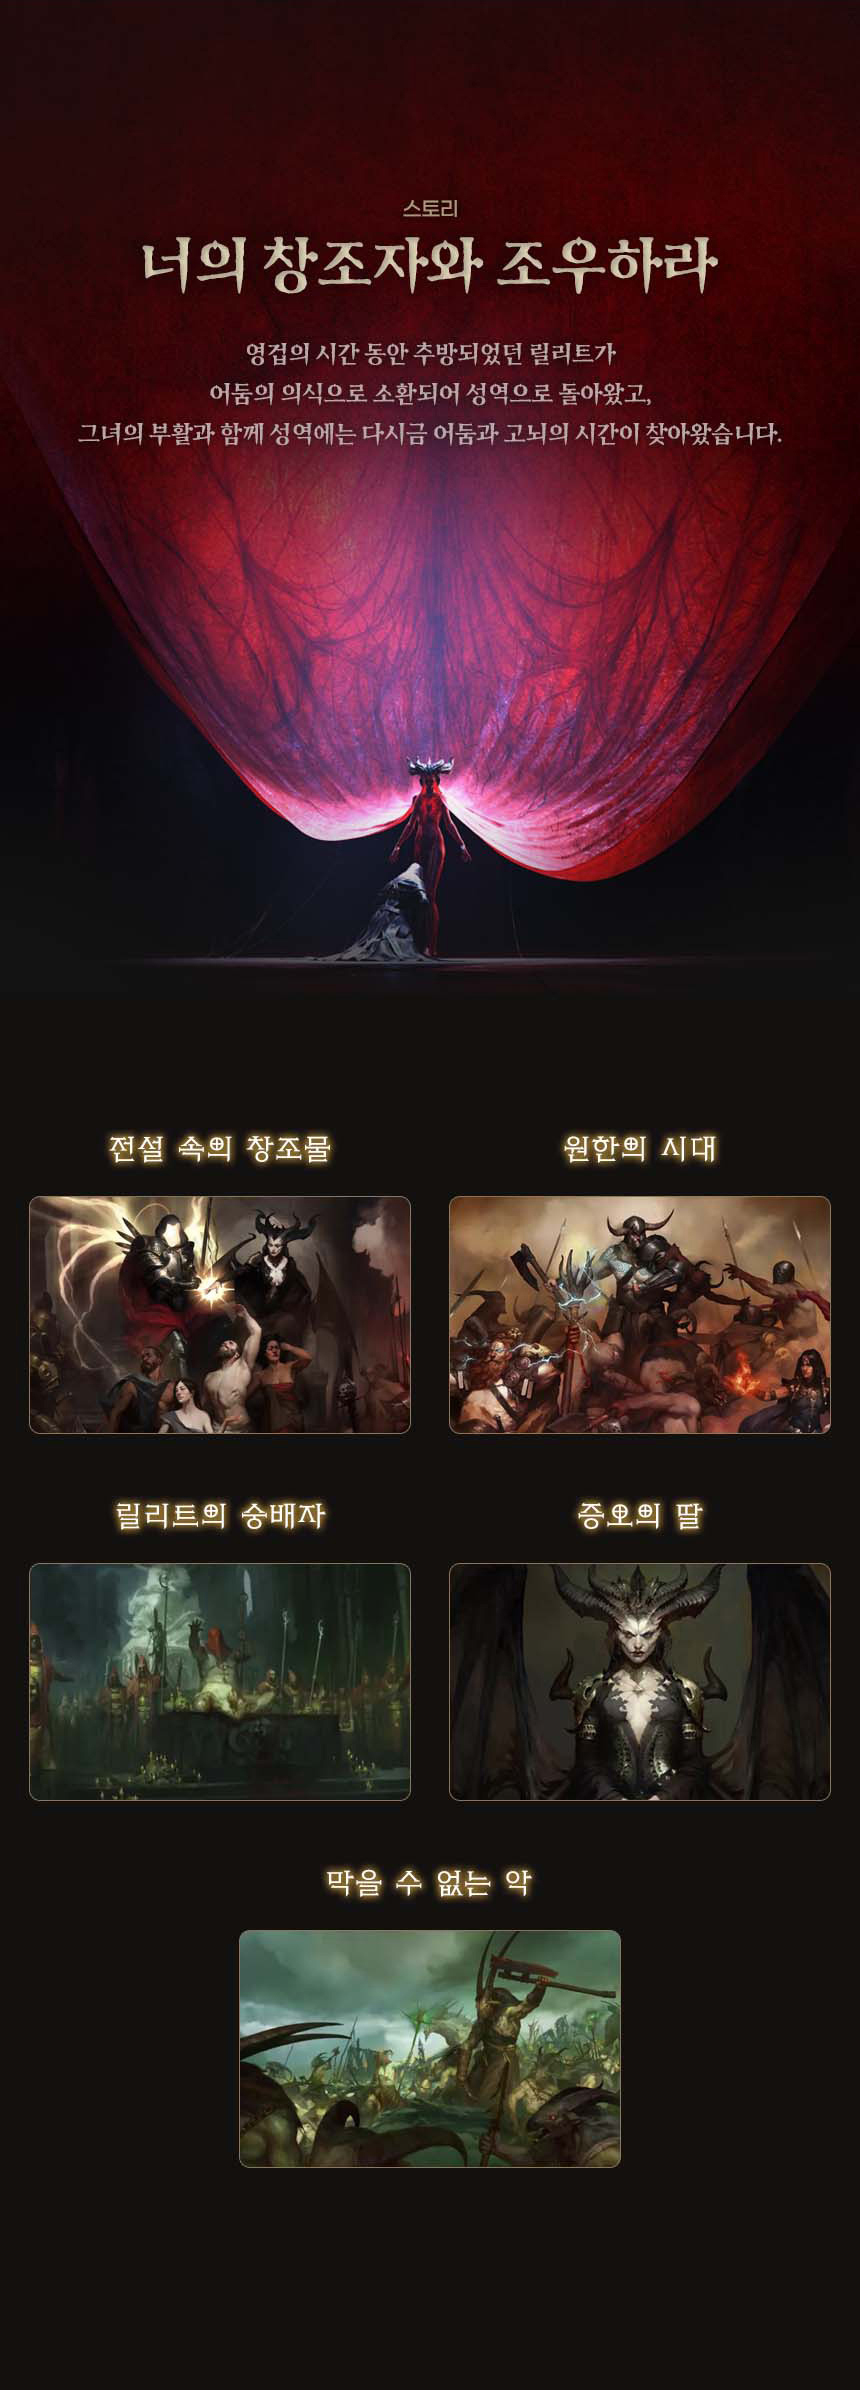 스토리
너의 창조자와 조우하라
영겁의 시간 동안 추방되었던 릴리트가
어둠의 의식으로 소환되어 성역으로 돌아왔고,
그녀의 부활과 함께 성역에는 다시금 어둠과 고뇌의 시간이 찾아왔습니다.
전설 속의 창조물
원한의 시대
릴리트의 숭배자
증오의 딸
막을 수 없는 악